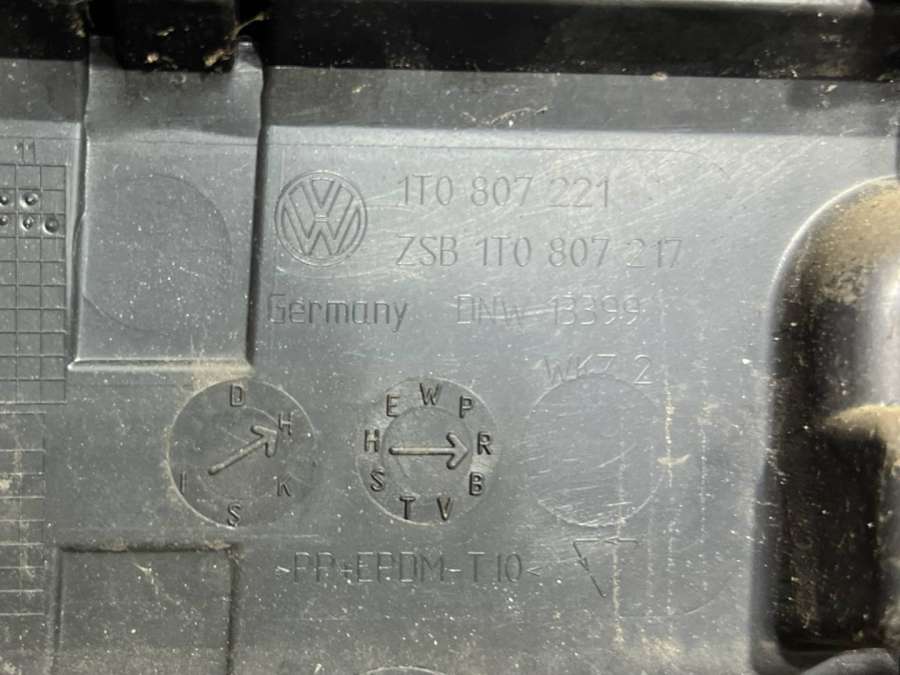 11
1T0 807 221
ZSB 1T0 807 217
Germany DNW 13399
WKZ 2
D
H
K
S
I
W
P
R
B
V
T
S
H
E
>PP+EPDM-T10<